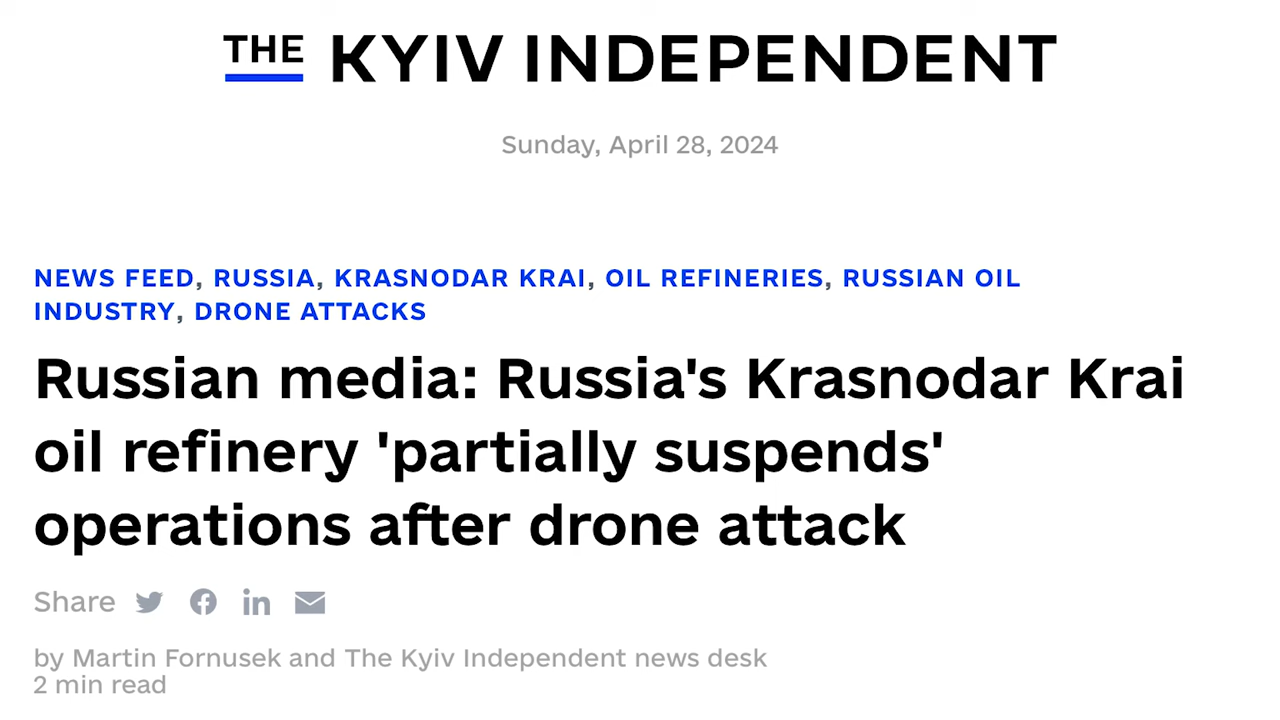 THE KYIV INDEPENDENT
Sunday, April 28, 2024
NEWS FEED, RUSSIA, KRASNODAR KRAI, OIL REFINERIES, RUSSIAN OIL
INDUSTRY, DRONE ATTACKS
Russian media: Russia's Krasnodar Krai
oil refinery 'partially suspends'
operations after drone attack
Share
by Martin Fornusek and The Kyiv Independent news desk
2 min read